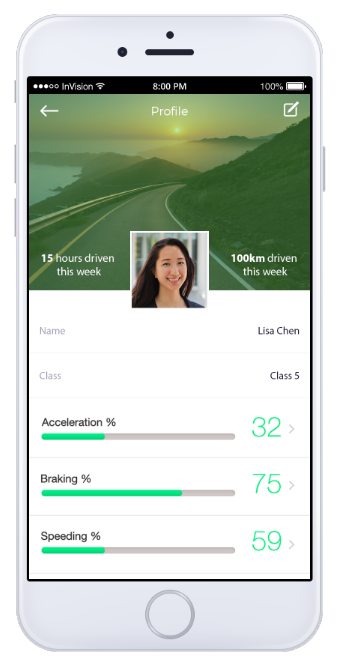 InVision 8:00 PM 100%
Profile
15 hours driven
this week
100km driven
this week
Name Lisa Chen
Class Class 5
Acceleration % 32
Braking % 75
Speeding % 59